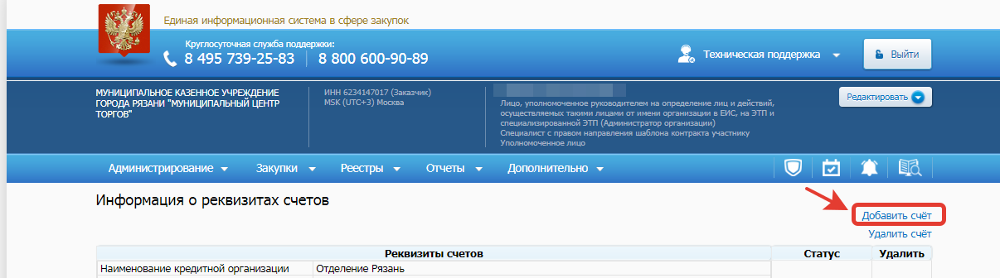 Единая информационная система в сфере закупок
Круглосуточная служба поддержки:
8 495 739-25-83 8 800 600-90-89
Техническая поддержка
Выйти
МУНИЦИПАЛЬНОЕ КАЗЕННОЕ УЧРЕЖДЕНИЕ
ГОРОДА РЯЗАНИ "МУНИЦИПАЛЬНЫЙ ЦЕНТР
ТОРГОВ"
ИНН 6234147017 (Заказчик)
MSK (UTC+3) Москва
Лицо, уполномоченное руководителем на определение лиц и действий,
осуществляемых такими лицами от имени организации в ЕИС, на ЭТП и
специализированной ЭТП (Администратор организации)
Специалист с правом направления шаблона контракта участнику
Уполномоченное лицо
Редактировать
Администрирование Закупки Реестры Отчеты Дополнительно
Информация о реквизитах счетов
Добавить счёт
Удалить счёт
Реквизиты счетов Статус Удалить
Наименование кредитной организации Отделение Рязань